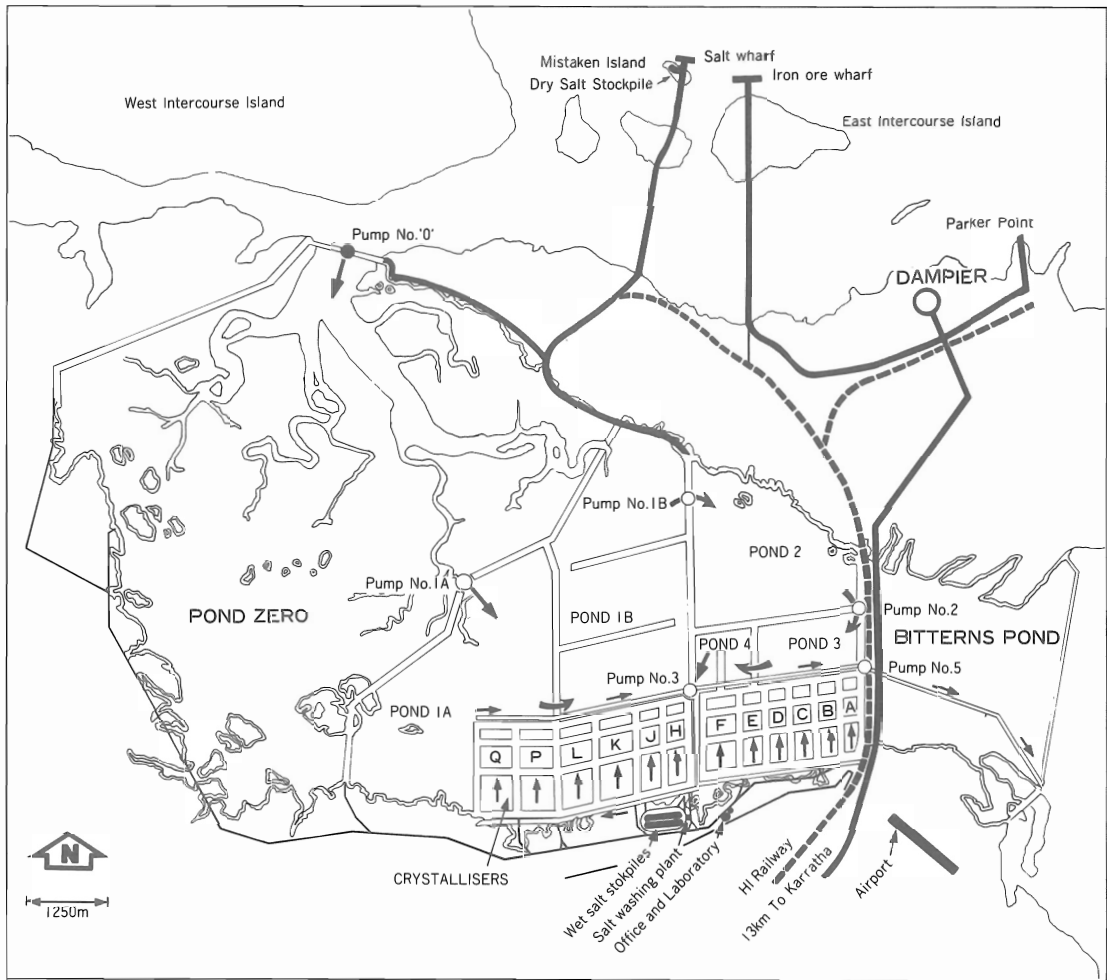 Mistaken Island
Dry Salt Stockpile
Salt wharf
Iron ore wharf
West Intercourse Island
East Intercourse Island
Parker Point
Pump No.'0'
DAMPIER
Pump No.1B
POND 2
Pump No.1A
POND ZERO
POND 1B
Pump No.2
BITTERNS POND
POND 4
POND 3
Pump No.3
Pump No.5
POND 1A
Q
P
L
K
J
H
F
E
D
C
B
A
N
1250m
CRYSTALLISERS
Wet salt stokpiles
Salt washing plant
Office and Laboratory
HI Railway
13km To Karratha
Airport